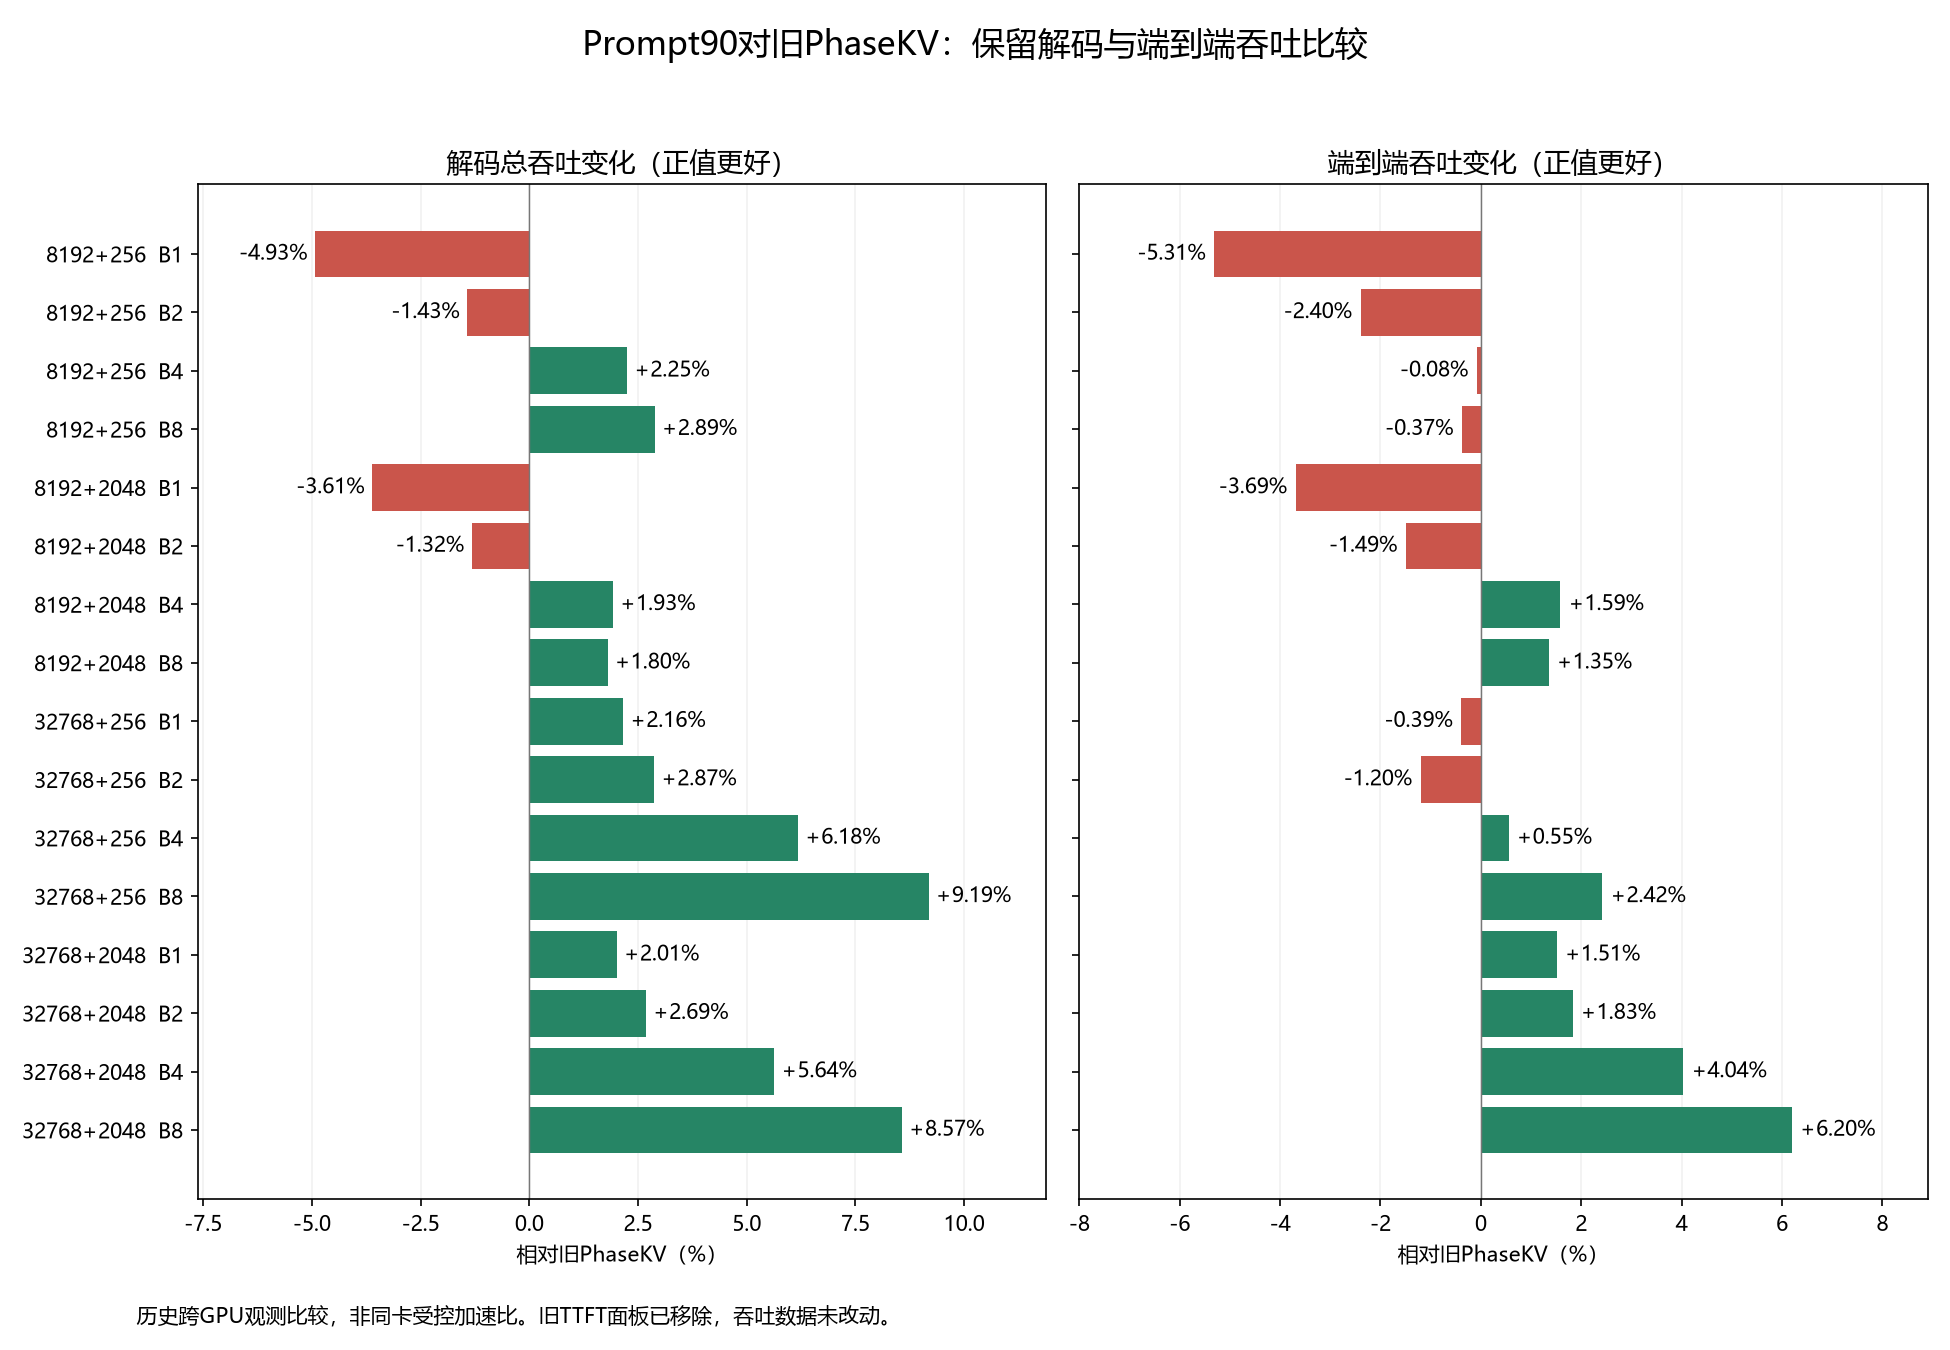 Prompt90对旧PhaseKV：保留解码与端到端吞吐比较
解码总吞吐变化（正值更好）
8192+256 B1
-4.93%
8192+256 B2
-1.43%
8192+256 B4
+2.25%
8192+256 B8
+2.89%
8192+2048 B1
-3.61%
8192+2048 B2
-1.32%
8192+2048 B4
+1.93%
8192+2048 B8
+1.80%
32768+256 B1
+2.16%
32768+256 B2
+2.87%
32768+256 B4
+6.18%
32768+256 B8
+9.19%
32768+2048 B1
+2.01%
32768+2048 B2
+2.69%
32768+2048 B4
+5.64%
32768+2048 B8
+8.57%
-7.5 -5.0 -2.5 0.0 2.5 5.0 7.5 10.0
相对旧PhaseKV（%）
端到端吞吐变化（正值更好）
-5.31%
-2.40%
-0.08%
-0.37%
-3.69%
-1.49%
+1.59%
+1.35%
-0.39%
-1.20%
+0.55%
+2.42%
+1.51%
+1.83%
+4.04%
+6.20%
-8 -6 -4 -2 0 2 4 6 8
相对旧PhaseKV（%）
历史跨GPU观测比较，非同卡受控加速比。旧TTFT面板已移除，吞吐数据未改动。